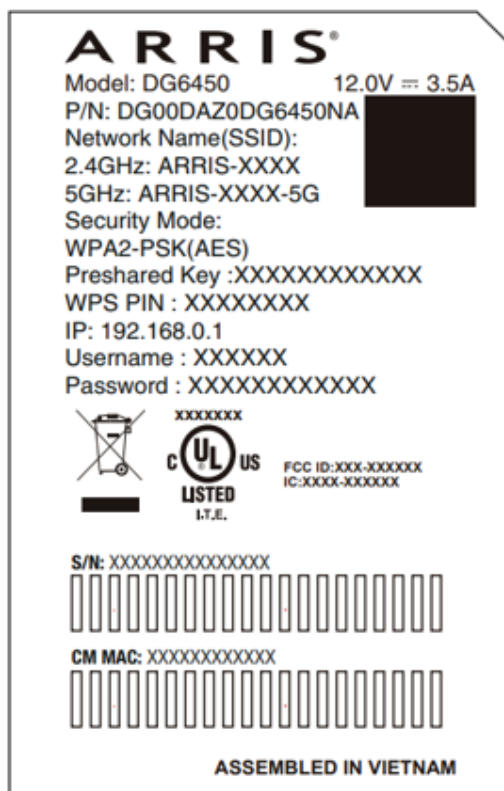 ARRIS®
Model: DG6450 12.0V ⎓ 3.5A
P/N: DG00DAZ0DG6450NA
Network Name(SSID):
2.4GHz: ARRIS-XXXX
5GHz: ARRIS-XXXX-5G
Security Mode:
WPA2-PSK(AES)
Preshared Key :XXXXXXXXXXXX
WPS PIN : XXXXXXXX
IP: 192.168.0.1
Username : XXXXXX
Password : XXXXXXXXXXXX
XXXXXXX
C UL® US
LISTED
I.T.E.
FCC ID:XXX-XXXXXX
IC:XXXX-XXXXXX
S/N: XXXXXXXXXXXXXXX
CM MAC: XXXXXXXXXXXX
ASSEMBLED IN VIETNAM